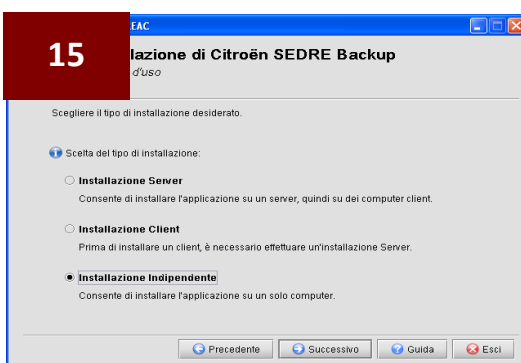 15
EAC
lazione di Citroën SEDRE Backup
d'uso
Scegliere il tipo di installazione desiderato.
Scelta del tipo di installazione:
Installazione Server
Consente di installare l'applicazione su un server, quindi su dei computer client.
Installazione Client
Prima di installare un client, è necessario effettuare un'installazione Server.
Installazione Indipendente
Consente di installare l'applicazione su un solo computer.
Precedente Successivo Guida Esci